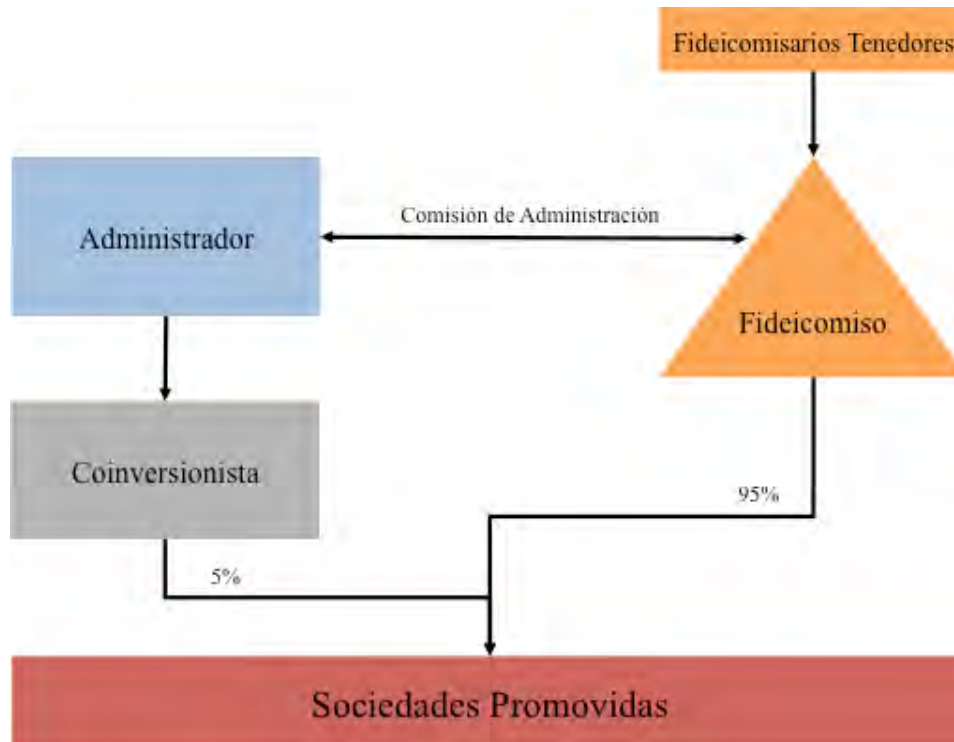 Fideicomisarios Tenedores
Comisión de Administración
Administrador
Fideicomiso
Coinversionista
95%
5%
Sociedades Promovidas